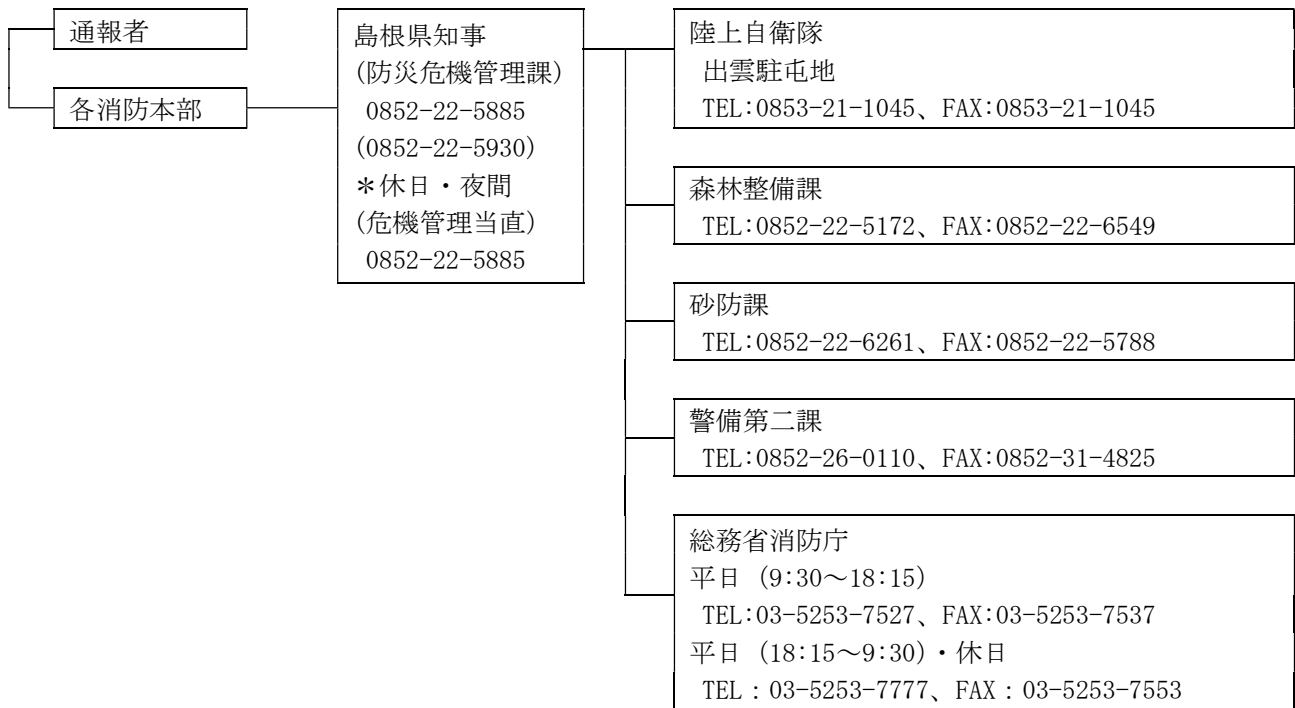 通報者
各消防本部
島根県知事
(防災危機管理課)
0852-22-5885
(0852-22-5930)
＊休日・夜間
(危機管理当直)
0852-22-5885
陸上自衛隊
出雲駐屯地
TEL:0853-21-1045、FAX:0853-21-1045
森林整備課
TEL:0852-22-5172、FAX:0852-22-6549
砂防課
TEL:0852-22-6261、FAX:0852-22-5788
警備第二課
TEL:0852-26-0110、FAX:0852-31-4825
総務省消防庁
平日 (9:30～18:15)
TEL:03-5253-7527、FAX:03-5253-7537
平日 (18:15～9:30)・休日
TEL：03-5253-7777、FAX：03-5253-7553